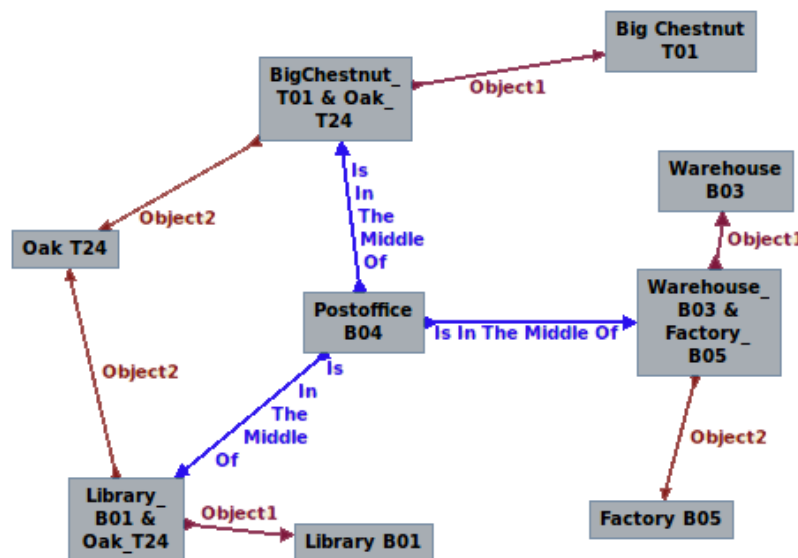 Big Chestnut
T01
BigChestnut_
T01 & Oak_
T24
Object1
Is
In
The
Middle
Of
Object2
Oak T24
Warehouse
B03
Object1
Postoffice
B04
Is In The Middle Of
Warehouse_
B03 &
Factory_
B05
Object2
Is
In
The
Middle
Of
Object2
Library_
B01 &
Oak_T24
Object1
Library B01
Factory B05